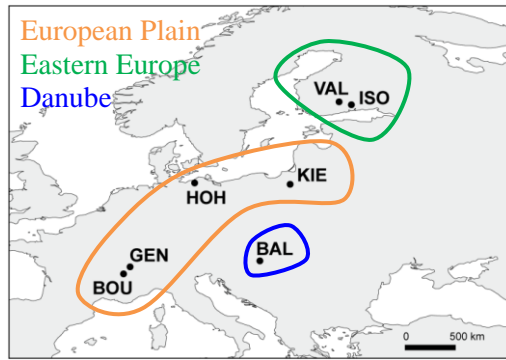 European Plain
Eastern Europe
Danube
VAL
ISO
KIE
HOH
GEN
BAL
BOU
0 500 km